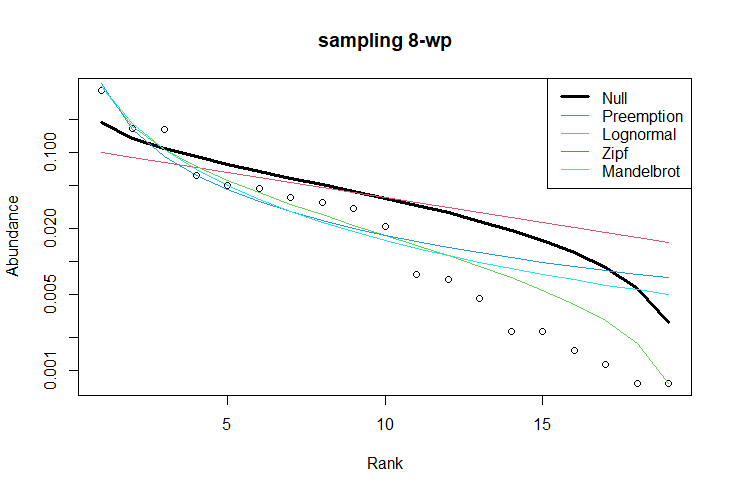 sampling 8-wp
Null
Preemption
Lognormal
Zipf
Mandelbrot
Abundance
0.100
0.020
0.005
0.001
5
10
15
Rank